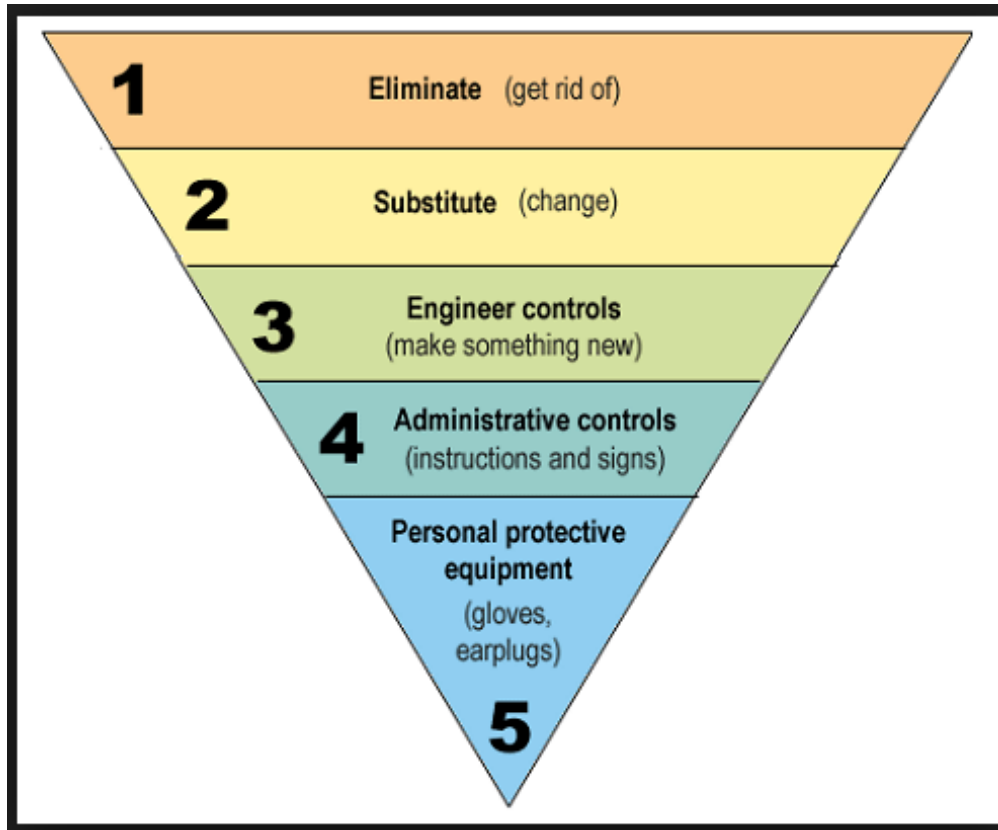 1 Eliminate (get rid of)
2 Substitute (change)
3 Engineer controls
(make something new)
4 Administrative controls
(instructions and signs)
Personal protective
equipment
(gloves,
earplugs)
5